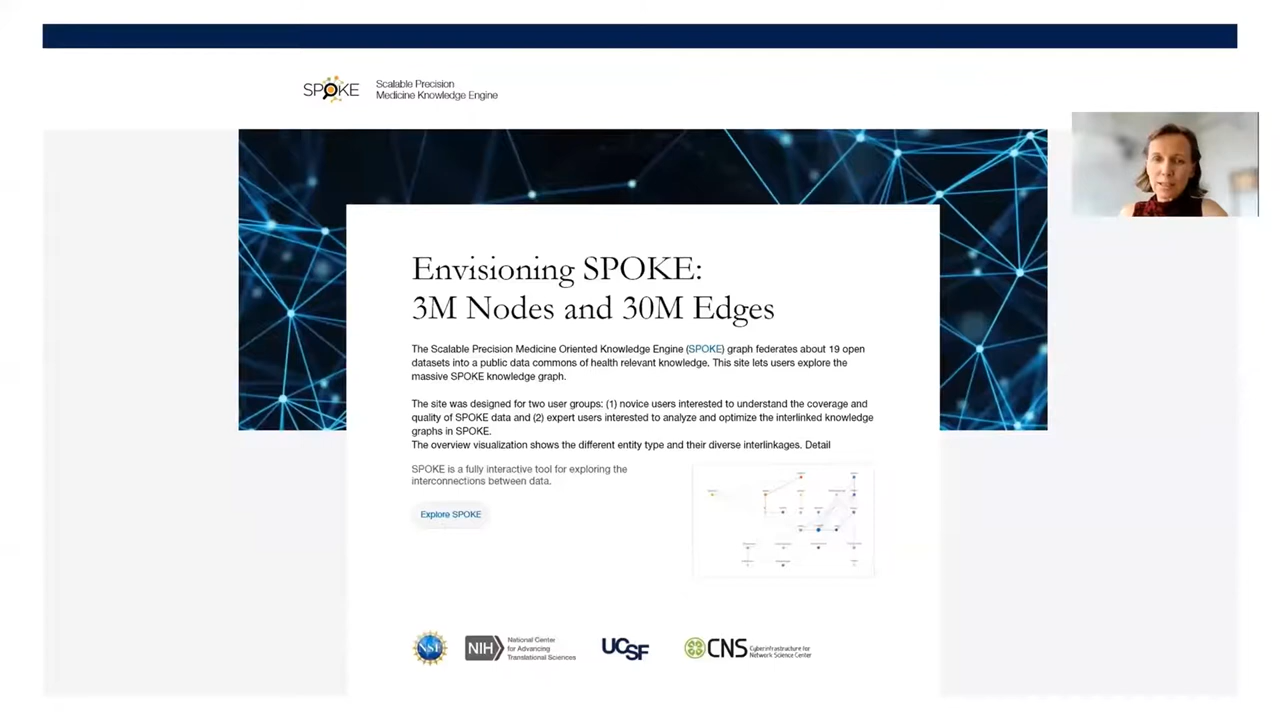 SPOKE
Scalable Precision
Medicine Knowledge Engine
Envisioning SPOKE:
3M Nodes and 30M Edges
The Scalable Precision Medicine Oriented Knowledge Engine (SPOKE) graph federates about 19 open
datasets into a public data commons of health relevant knowledge. This site lets users explore the
massive SPOKE knowledge graph.
The site was designed for two user groups: (1) novice users interested to understand the coverage and
quality of SPOKE data and (2) expert users interested to analyze and optimize the interlinked knowledge
graphs in SPOKE.
The overview visualization shows the different entity type and their diverse interlinkages. Detail
SPOKE is a fully interactive tool for exploring the
interconnections between data.
Explore SPOKE
NSF
NIH
National Center
for Advancing
Translational Sciences
UCSF
CNS
Cyberinfrastructure for
Network Science Center